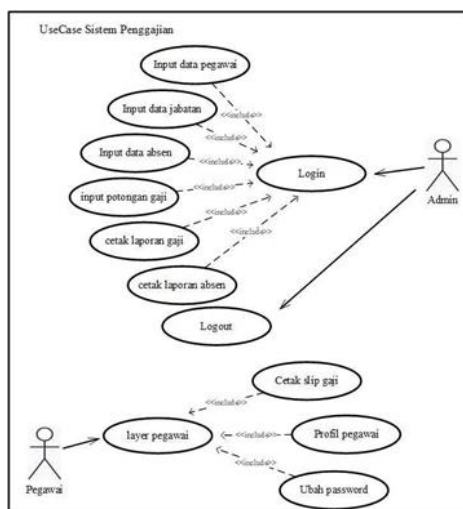 UseCase Sistem Penggajian
Input data pegawai
Input data jabatan
<<include>>
Input data absen
<<include>>
Login
input potongan gaji
<<include>>
Admin
cetak laporan gaji
<<include>>
<<include>>
cetak laporan absen
Logout
Cetak slip gaji
<<include>>
layer pegawai
<<include>>
Profil pegawai
<<include>>
Pegawai
Ubah password